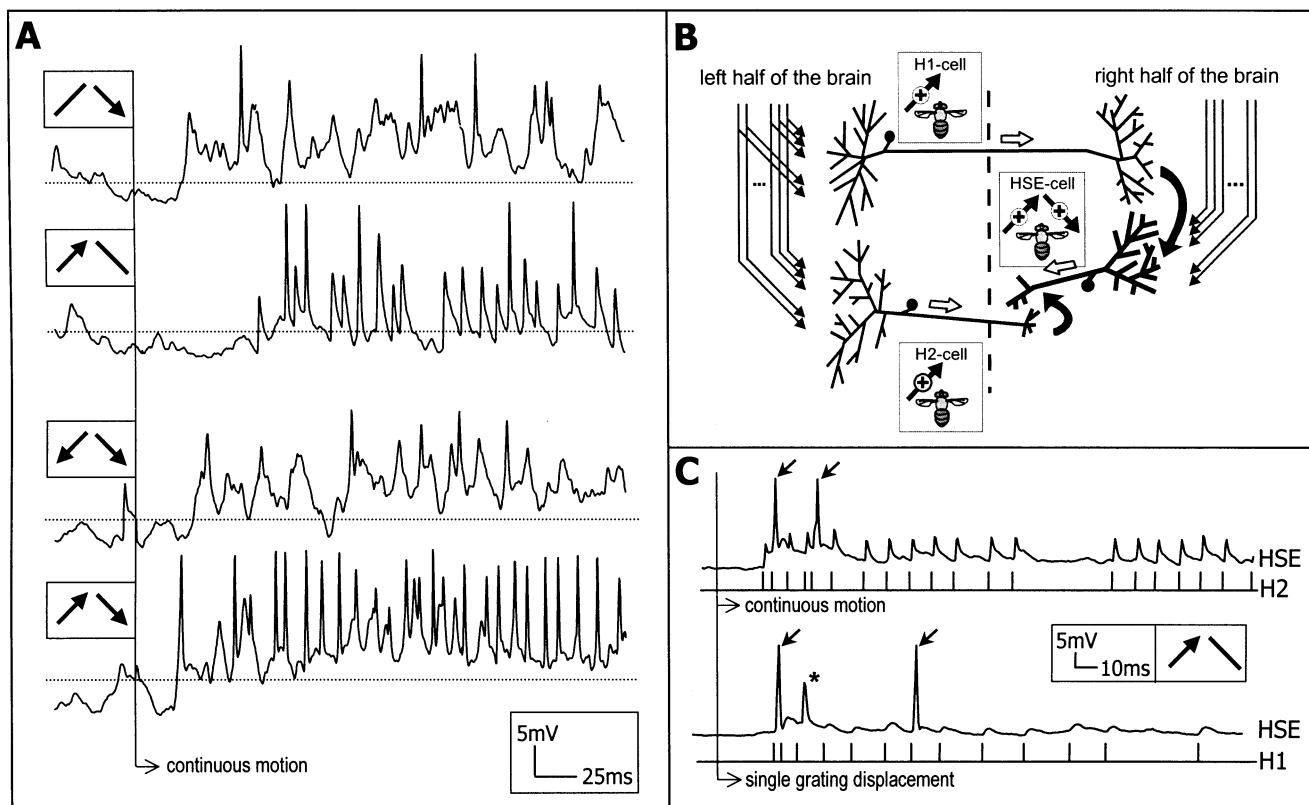 A
continuous motion
5mV
25ms
B
left half of the brain
H1-cell
right half of the brain
...
HSE-cell
...
H2-cell
C
HSE
H2
continuous motion
5mV
10ms
*
HSE
H1
single grating displacement